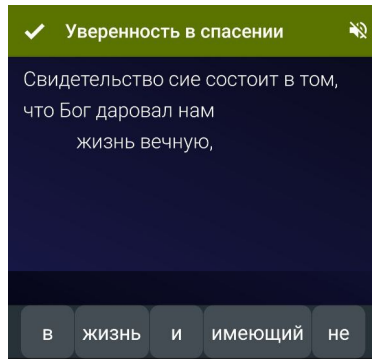 Уверенность в спасении
Свидетельство сие состоит в том,
что Бог даровал нам
жизнь вечную,
в жизнь и имеющий не